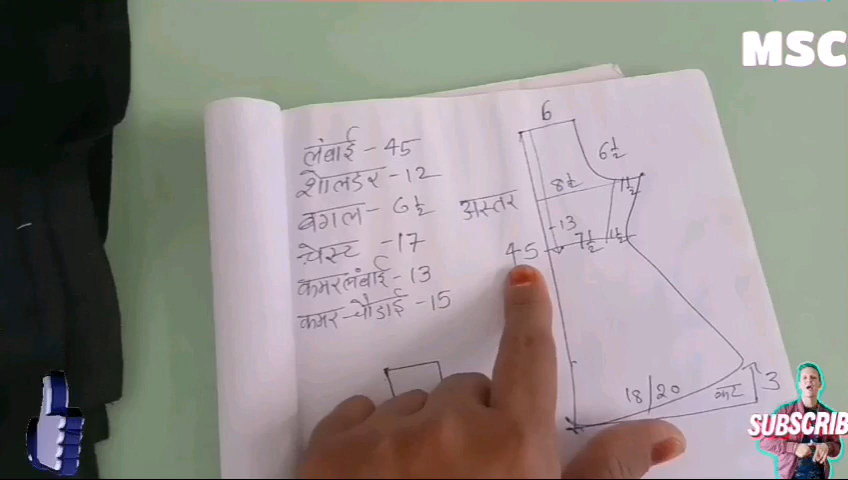 MSC
लंबाई - 45
शोलडर - 12
बगल - 6½
चेस्ट - 17
कमर लंबाई - 13
कमर - चौडाई - 15
अस्तर
6
6½
8½ 1½
13
7½ 1½
45
18/20
कट
3
SUBSCRIB